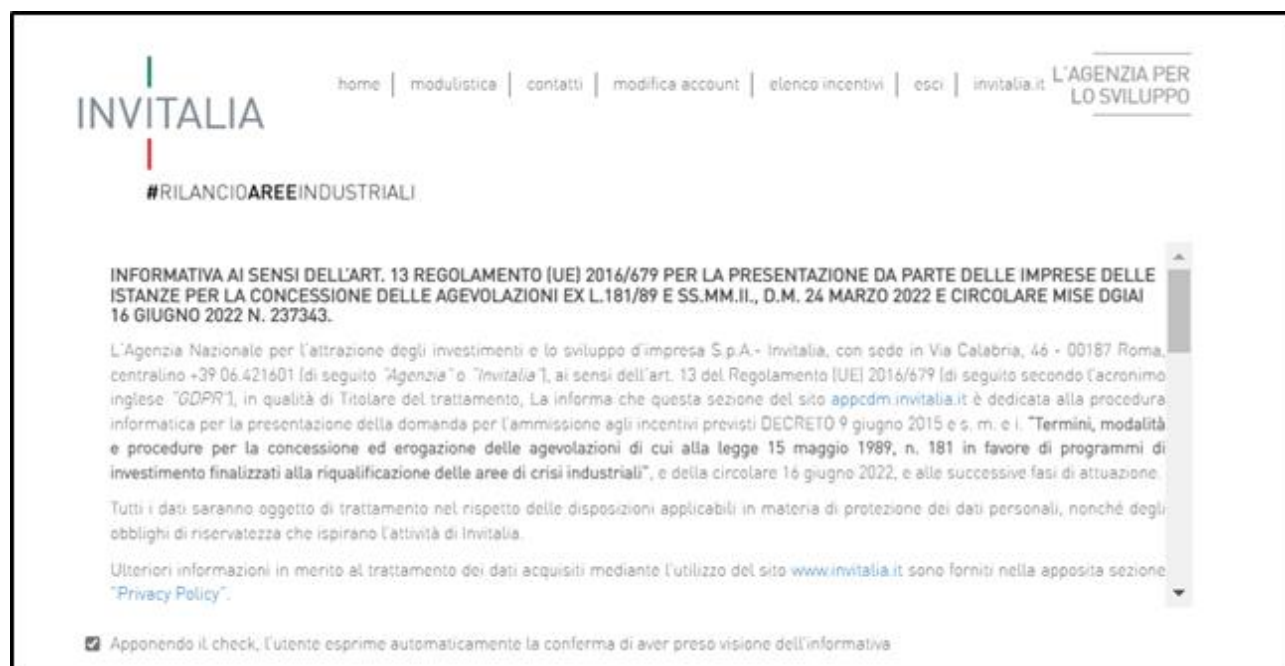 home | modulistica | contatti | modifica account | elenco incentivi | esci | invitalia.it
L'AGENZIA PER
LO SVILUPPO
INVITALIA
#RILANCIOAREEINDUSTRIALI
INFORMATIVA AI SENSI DELL'ART. 13 REGOLAMENTO (UE) 2016/679 PER LA PRESENTAZIONE DA PARTE DELLE IMPRESE DELLE
ISTANZE PER LA CONCESSIONE DELLE AGEVOLAZIONI EX L.181/89 E SS.MM.II., D.M. 24 MARZO 2022 E CIRCOLARE MISE DGIAI
16 GIUGNO 2022 N. 237343.
L'Agenzia Nazionale per l'attrazione degli investimenti e lo sviluppo d'impresa S.p.A.- Invitalia, con sede in Via Calabria, 46 - 00187 Roma,
centralino +39 06.421601 (di seguito "Agenzia" o "Invitalia"), ai sensi dell'art. 13 del Regolamento (UE) 2016/679 (di seguito secondo l'acronimo
inglese "GDPR"), in qualità di Titolare del trattamento, La informa che questa sezione del sito appcdm.invitalia.it è dedicata alla procedura
informatica per la presentazione della domanda per l'ammissione agli incentivi previsti DECRETO 9 giugno 2015 e s. m. e i. "Termini, modalità
e procedure per la concessione ed erogazione delle agevolazioni di cui alla legge 15 maggio 1989, n. 181 in favore di programmi di
investimento finalizzati alla riqualificazione delle aree di crisi industriali", e della circolare 16 giugno 2022, e alle successive fasi di attuazione.
Tutti i dati saranno oggetto di trattamento nel rispetto delle disposizioni applicabili in materia di protezione dei dati personali, nonché degli
obblighi di riservatezza che ispirano l'attività di Invitalia.
Ulteriori informazioni in merito al trattamento dei dati acquisiti mediante l'utilizzo del sito www.invitalia.it sono forniti nella apposita sezione
"Privacy Policy".
Apponendo il check, l'utente esprime automaticamente la conferma di aver preso visione dell'informativa